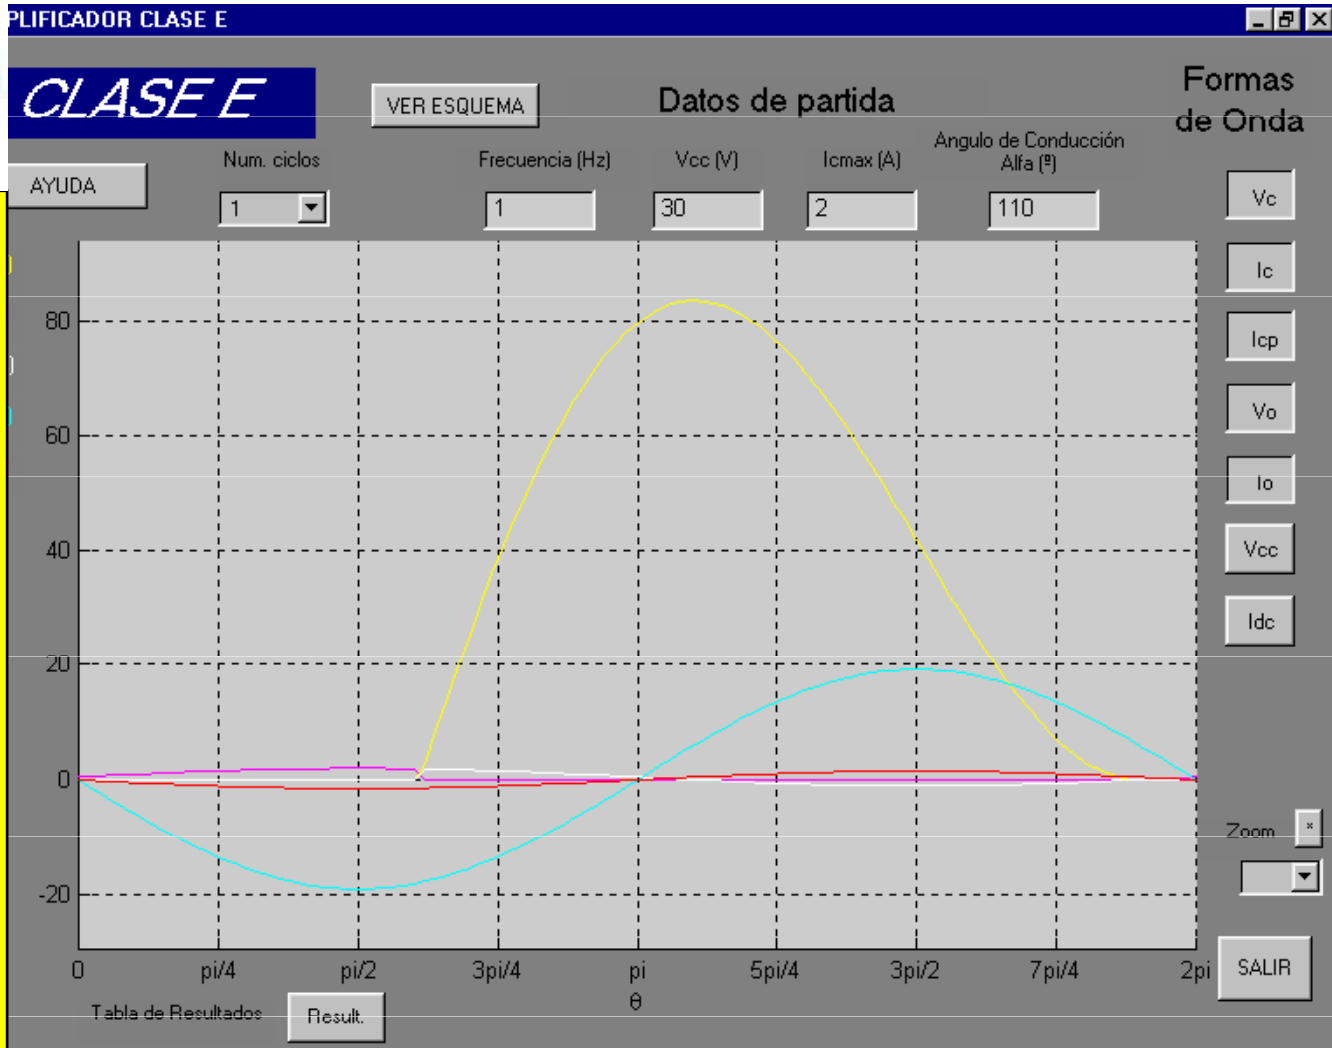 PLIFICADOR CLASE E
CLASE E
VER ESQUEMA
Datos de partida
Formas
de Onda
AYUDA
Num. ciclos
1
Frecuencia (Hz)
1
Vcc (V)
30
Icmax (A)
2
Angulo de Conducción
Alfa (º)
110
Vc
Ic
Icp
Vo
Io
Vcc
Idc
80
60
40
20
0
-20
0 pi/4 pi/2 3pi/4 pi 5pi/4 3pi/2 7pi/4 2pi
θ
Zoom *
SALIR
Tabla de Resultados
Result.